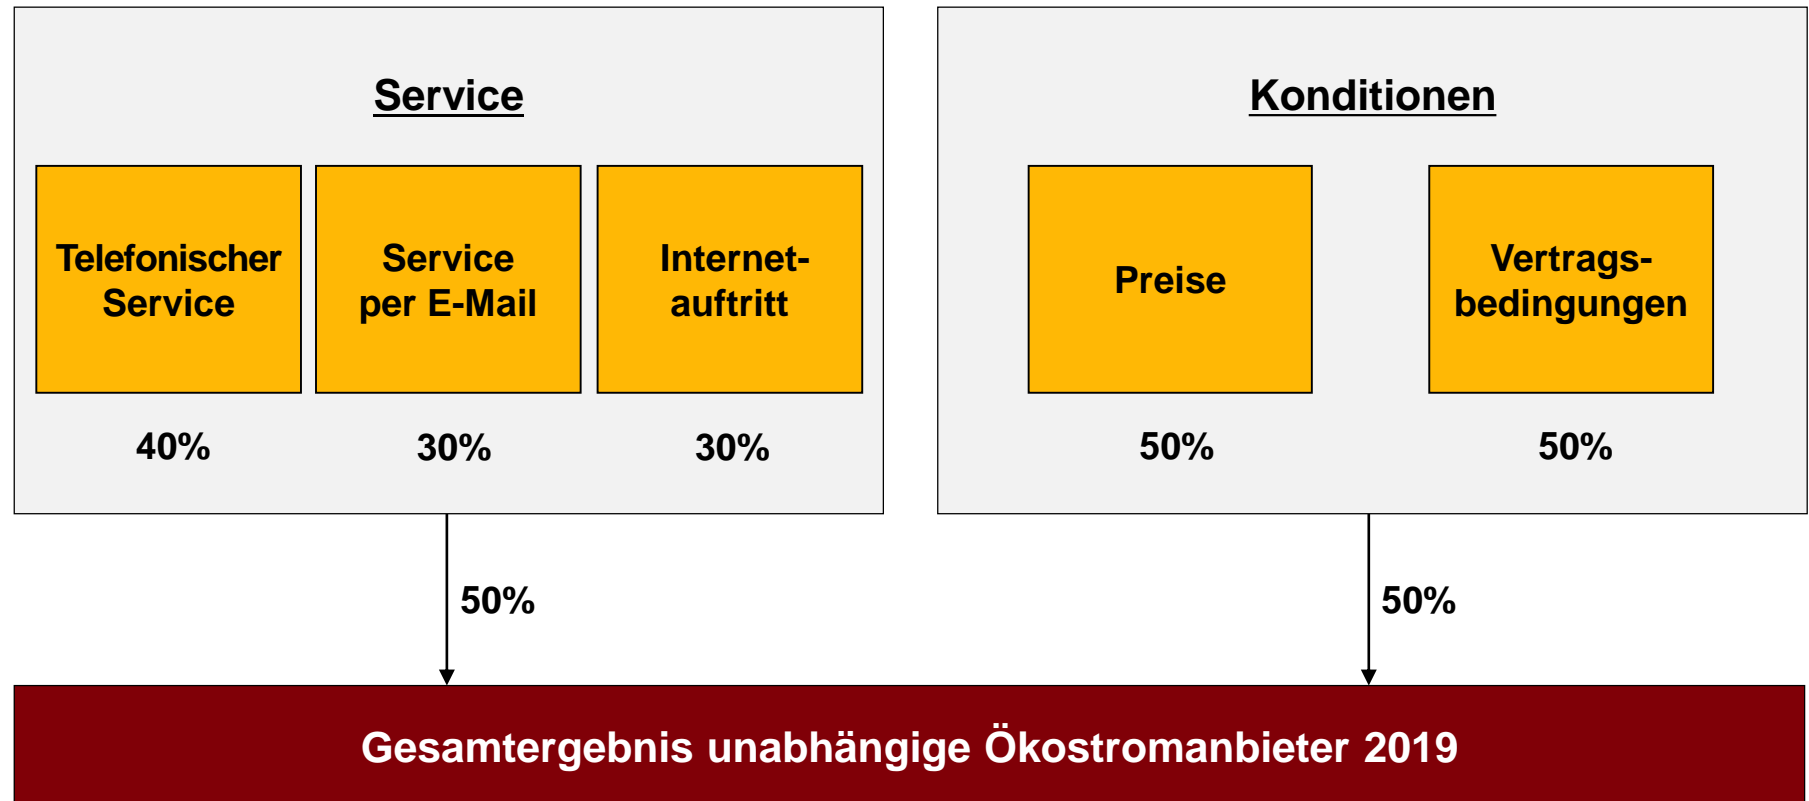 Service
Telefonischer
Service
Service
per E-Mail
Internet-
auftritt
40%
30%
30%
Konditionen
Preise
Vertrags-
bedingungen
50%
50%
50%
50%
Gesamtergebnis unabhängige Ökostromanbieter 2019